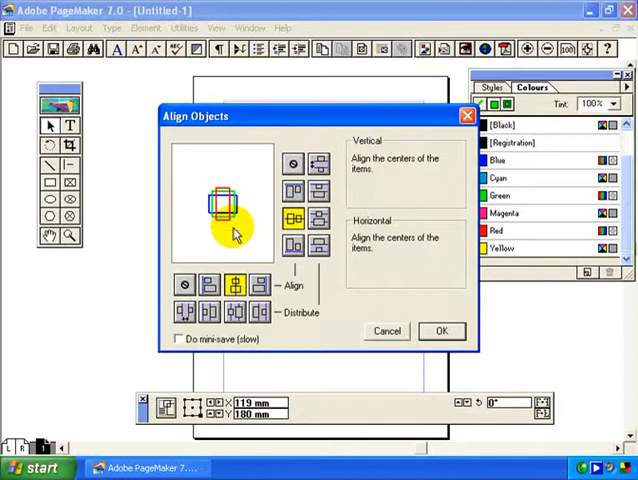 Adobe PageMaker 7.0 - [Untitled-1]
File Edit Layout Type Element Utilities View Window Help
Align Objects
Vertical
Align the centers of the
items.
Horizontal
Align the centers of the
items.
Align
Distribute
Do mini-save (slow)
Cancel
OK
Styles Colours
Tint: 100%
[Black]
[Registration]
Blue
Cyan
Green
Magenta
Red
Yellow
X 119 mm
Y 180 mm
0°
L R 1
start
Adobe PageMaker 7....